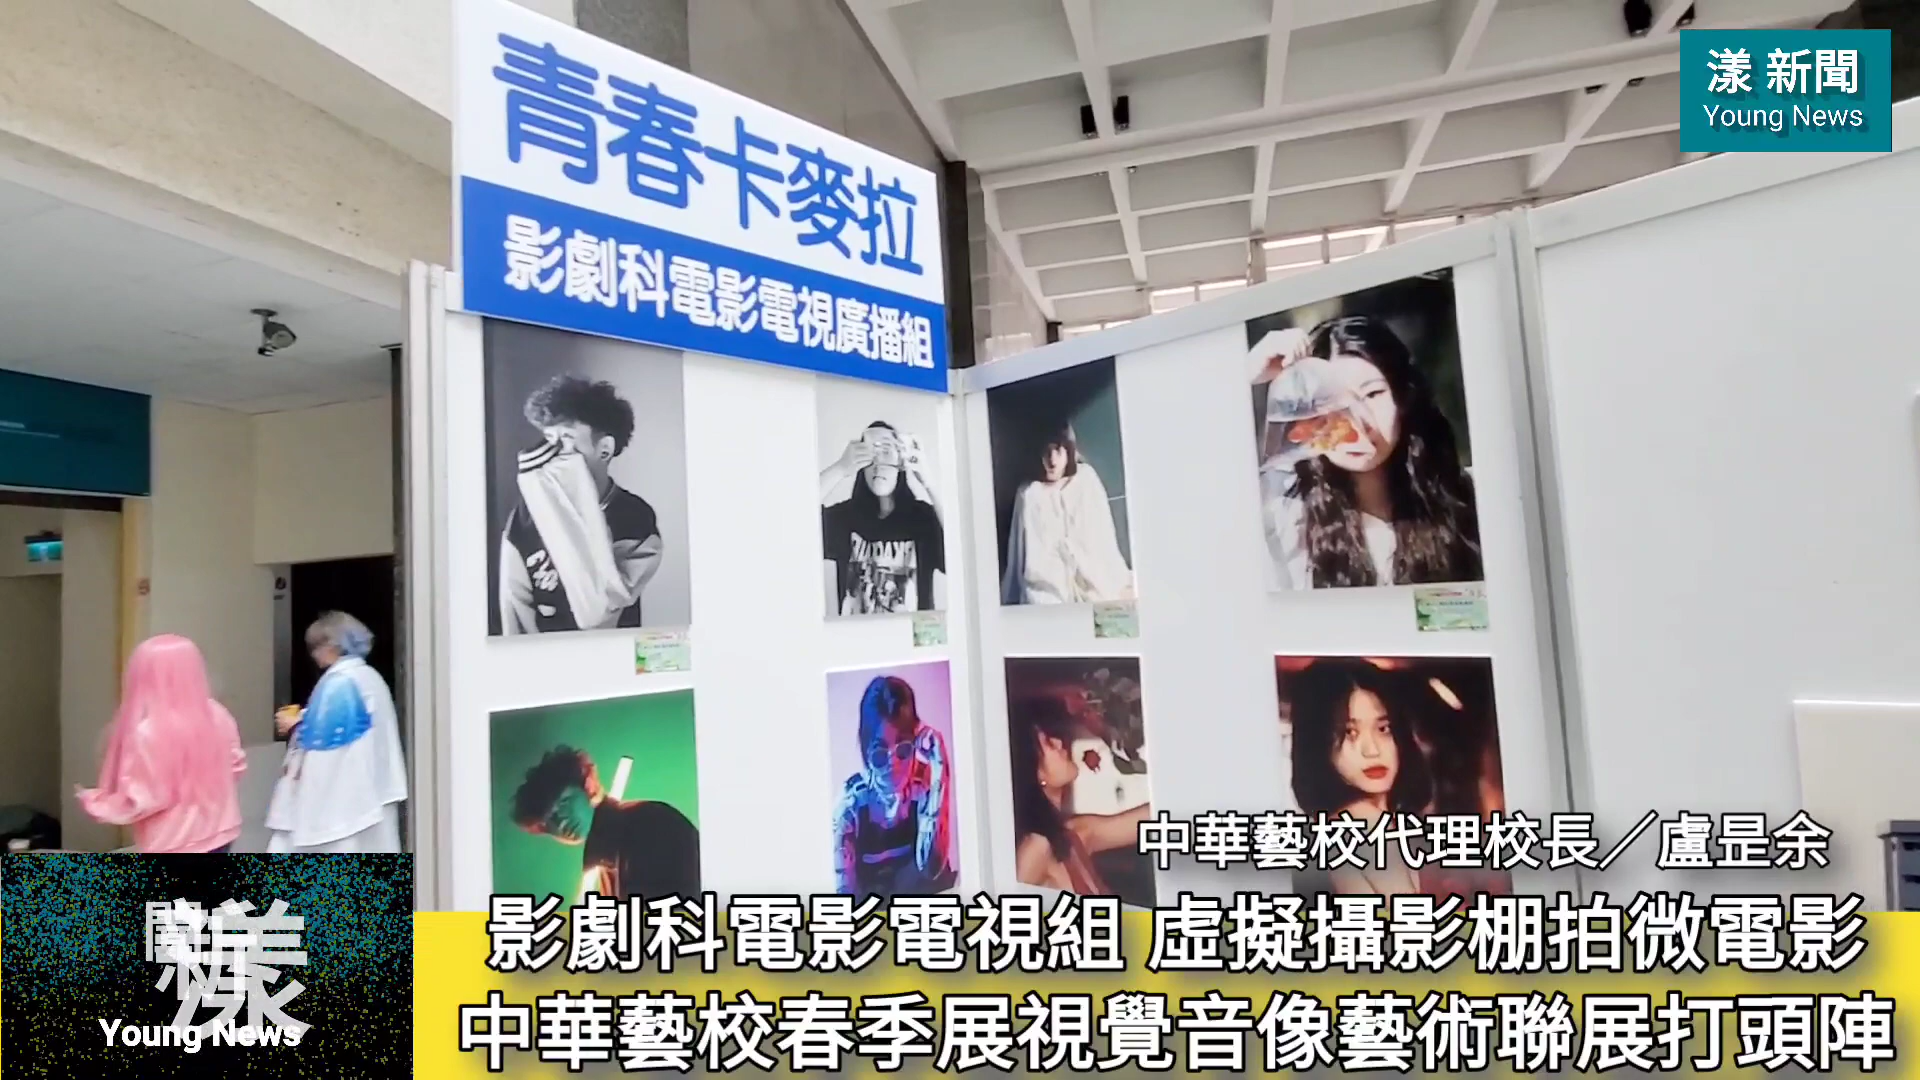 漾 新聞
Young News
青春卡麥拉
影劇科電影電視廣播組
中華藝校代理校長／盧昰余
影劇科電影電視組 虛擬攝影棚拍微電影
中華藝校春季展視覺音像藝術聯展打頭陣
新聞漾
Young News